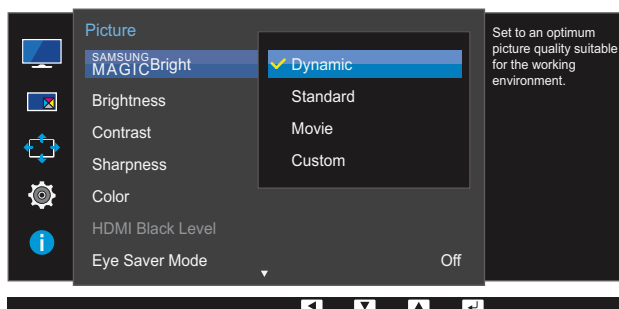 Picture
SAMSUNG
MAGICBright
Dynamic
Brightness
Standard
Contrast
Movie
Sharpness
Custom
Color
HDMI Black Level
Eye Saver Mode Off
Set to an optimum
picture quality suitable
for the working
environment.